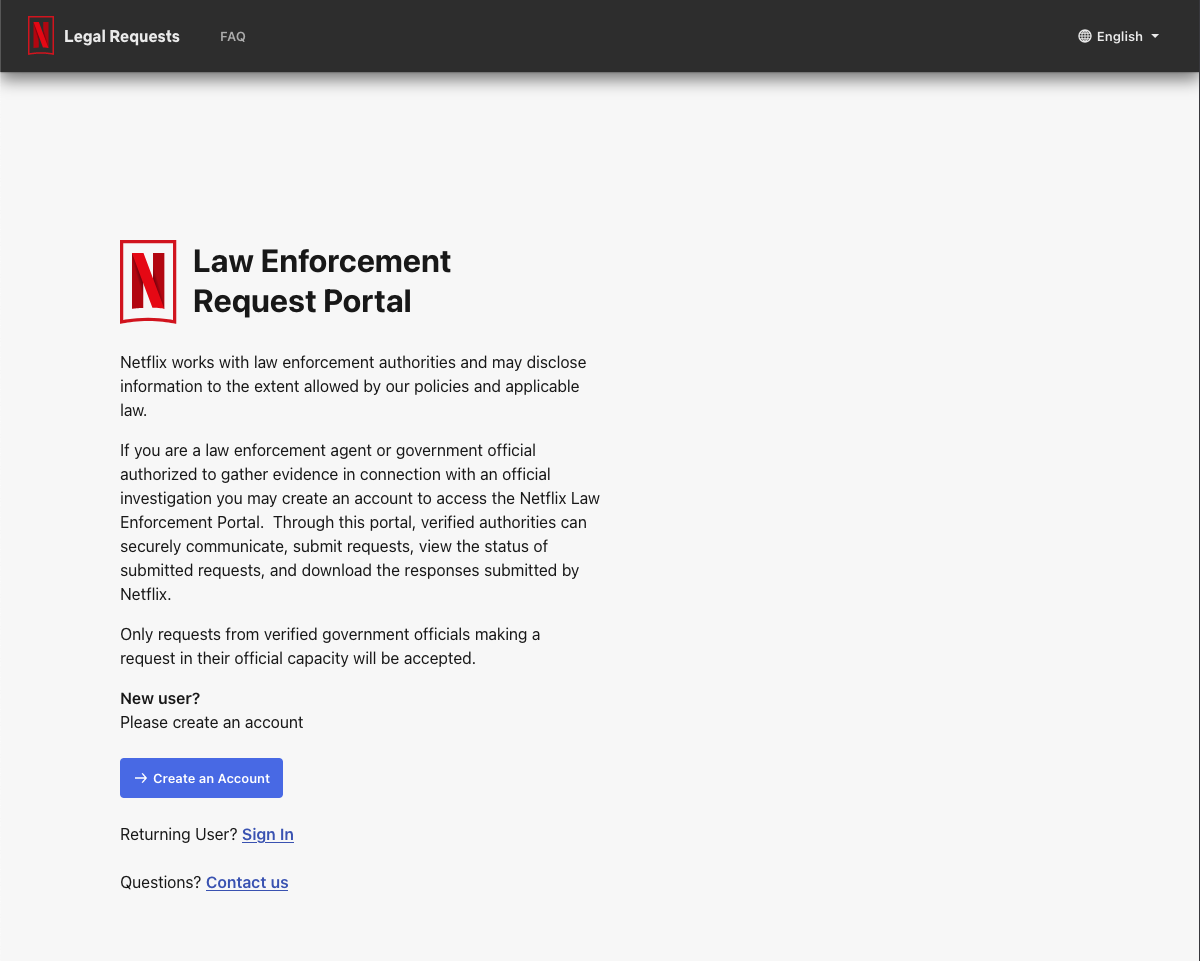 Legal Requests
FAQ
English
Law Enforcement
Request Portal
Netflix works with law enforcement authorities and may disclose
information to the extent allowed by our policies and applicable
law.
If you are a law enforcement agent or government official
authorized to gather evidence in connection with an official
investigation you may create an account to access the Netflix Law
Enforcement Portal.  Through this portal, verified authorities can
securely communicate, submit requests, view the status of
submitted requests, and download the responses submitted by
Netflix.
Only requests from verified government officials making a
request in their official capacity will be accepted.
New user?
Please create an account
Create an Account
Returning User? Sign In
Questions? Contact us